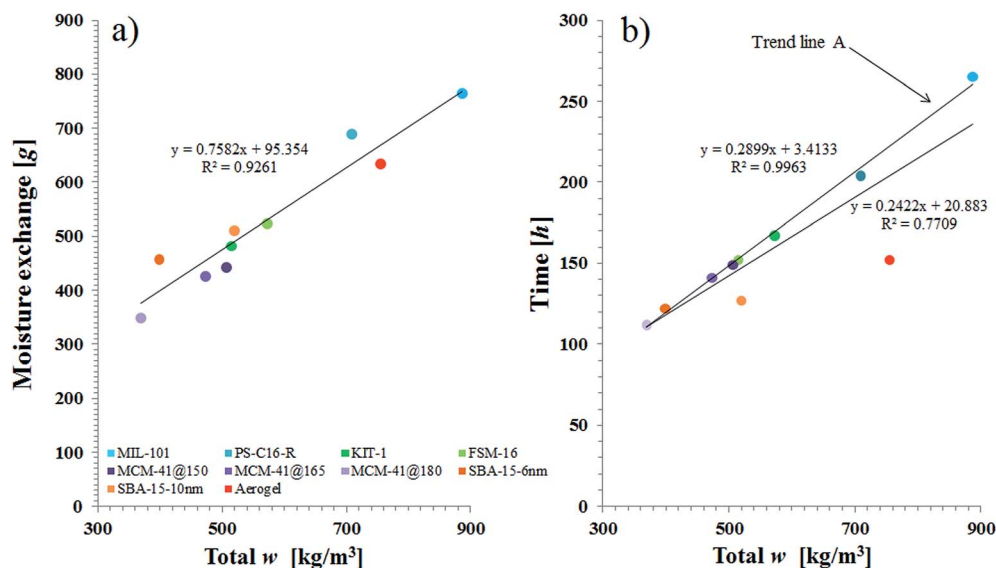 a)
Moisture exchange [g]
900
800
700
600
500
400
300
200
100
0
y = 0.7582x + 95.354
R² = 0.9261
MIL-101 PS-C16-R KIT-1 FSM-16
MCM-41@150 MCM-41@165 MCM-41@180 SBA-15-6nm
SBA-15-10nm Aerogel
300 500 700 900
Total w [kg/m³]
b)
Time [h]
300
250
200
150
100
50
0
Trend line A
y = 0.2899x + 3.4133
R² = 0.9963
y = 0.2422x + 20.883
R² = 0.7709
300 500 700 900
Total w [kg/m³]